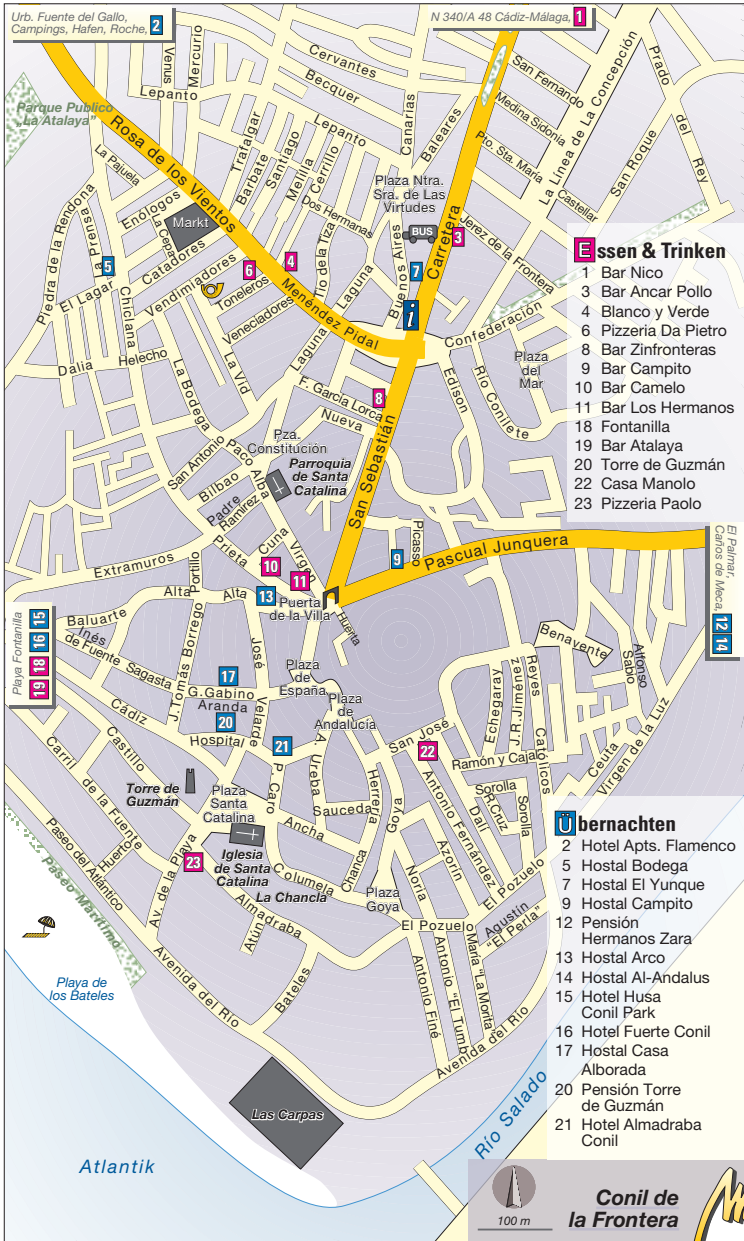 Urb. Fuente del Gallo,
Campings, Hafen, Roche, 2
N 340/A 48 Cádiz-Málaga, 1
Venus
Mercurio
Lepanto
Cervantes
Becquer
Lepanto
Canarias
Baleares
San Fernando
Medina Sidonia
Pto. Sta. Maria
Castellar
La Linea de La Concepción
Prado del Rey
San Roque
Parque Publico
„La Atalaya"
Rosa de los Vientos
La Pajuela
Trafalgar
Barbate
Santiago
Melilla
Cerrillo
Dos Hermanas
Plaza Ntra.
Sra. de Las
Virtudes
BUS
3
Carretera
Jerez de la Frontera
Piedra de la Rendona
La Prensa
Enólogos
La Cepa
Markt
Catadores
5
El Lagar
Vendimiadores
6
4
Toneleros
Veneciadores
Tio de la Tiza
Laguna
Buenos Aires
7
i
Menéndez Pidal
Confederación
Plaza
del
Mar
Chiclana
Dalia
Helecho
La Bodega
La Vid
Laguna
F. García Lorca
8
Nueva
Edison
Río Conilete
San Sebastián
Pza.
Constitución
Parroquia
de Santa
Catalina
San Antonio
Bilbao
Paco Alba
Padre
Ramirez
Extramuros
Prieta
Cuna
Virgen
10
11
9
Picasso
Pascual Junquera
El Palmar,
Caños de Meca, 12
14
Portillo
Alta
Alta
13
Puerta
de la Villa
Huerta
Baluarte
Inés
de Fuente
Sagasta
J. Tomás Borrego
José
Velarde
Playa Fontanilla
15
16
18
19
17
G.Gabino
Aranda
Plaza
de
España
Plaza
de
Andalucía
20
Hospital
21
Cádiz
Castillo
Carril de la Fuente
Huerto
Torre de
Guzmán
Plaza
Santa
Catalina
P. Caro
A. Ureba
Sauceda
Ancha
Herrera
Goya
San José
22
Benavente
Alfonso
Sabio
Echegaray
J.R.Jiménez
Reyes
Católicos
Ramón y Cajal
Ceuta
Virgen de la Luz
Sorolla
R.Cruz
Sorolla
Dalí
Antonio Fernández
Azorín
Noria
Paseo del Atlántico
Paseo Marítimo
Av. de la Playa
23
Iglesia
de Santa
Catalina
La Chancla
Columela
Chanca
Plaza
Goya
Almadraba
Atún
Bateles
El Pozuelo
El Pozuelo
Agustín
"El Perla"
María "La Morita"
Antonio "El Tumb
Antonio Finé
Avenida del Río
Avenida del Río
Playa de
los Bateles
Las Carpas
Atlantik
Río Salado
Essen & Trinken
1 Bar Nico
3 Bar Ancar Pollo
4 Blanco y Verde
6 Pizzeria Da Pietro
8 Bar Zinfronteras
9 Bar Campito
10 Bar Camelo
11 Bar Los Hermanos
18 Fontanilla
19 Bar Atalaya
20 Torre de Guzmán
22 Casa Manolo
23 Pizzeria Paolo
Übernachten
2 Hotel Apts. Flamenco
5 Hostal Bodega
7 Hostal El Yunque
9 Hostal Campito
12 Pensión
Hermanos Zara
13 Hostal Arco
14 Hostal Al-Andalus
15 Hotel Husa
Conil Park
16 Hotel Fuerte Conil
17 Hostal Casa
Alborada
20 Pensión Torre
de Guzmán
21 Hotel Almadraba
Conil
100 m
Conil de
la Frontera